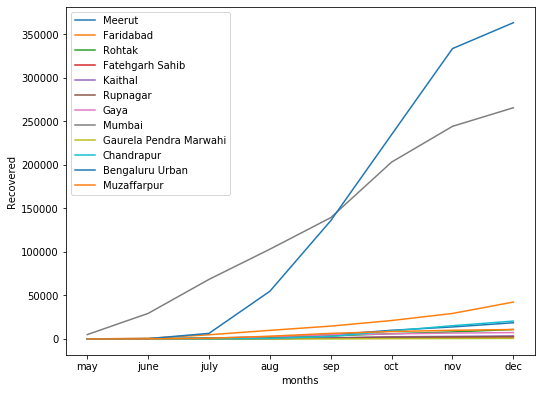 Meerut
Faridabad
Rohtak
Fatehgarh Sahib
Kaithal
Rupnagar
Gaya
Mumbai
Gaurela Pendra Marwahi
Chandrapur
Bengaluru Urban
Muzaffarpur
Recovered
350000
300000
250000
200000
150000
100000
50000
0
may june july aug sep oct nov dec
months